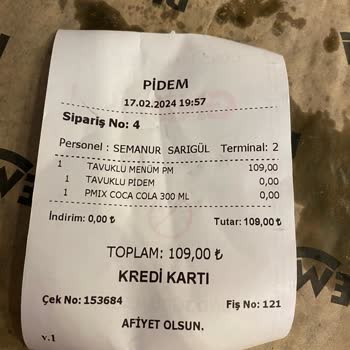 PİDEM
17.02.2024 19:57
Sipariş No: 4
Personel : SEMANUR SARIGÜL Terminal: 2
1 TAVUKLU MENÜM PM 109,00
1 TAVUKLU PİDEM 0,00
1 PMIX COCA COLA 300 ML 0,00
İndirim: 0,00 ₺ Tutar: 109,00 ₺
TOPLAM: 109,00 ₺
KREDİ KARTI
Çek No: 153684 Fiş No: 121
AFİYET OLSUN.
v.1